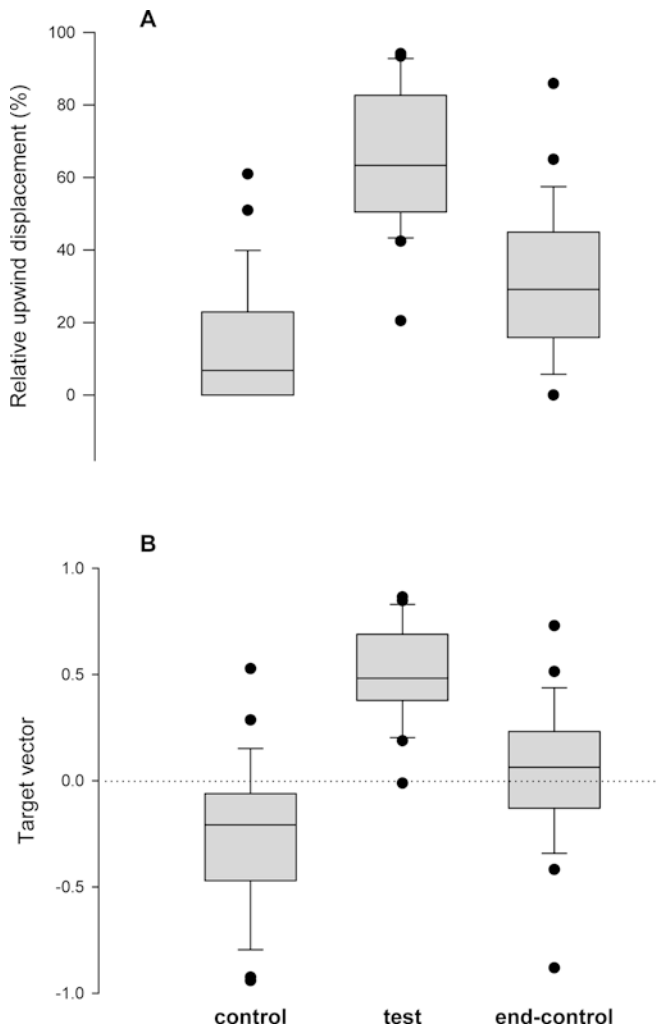 A
Relative upwind displacement (%)
100
80
60
40
20
0
B
Target vector
1.0
0.5
0.0
-0.5
-1.0
control test end-control